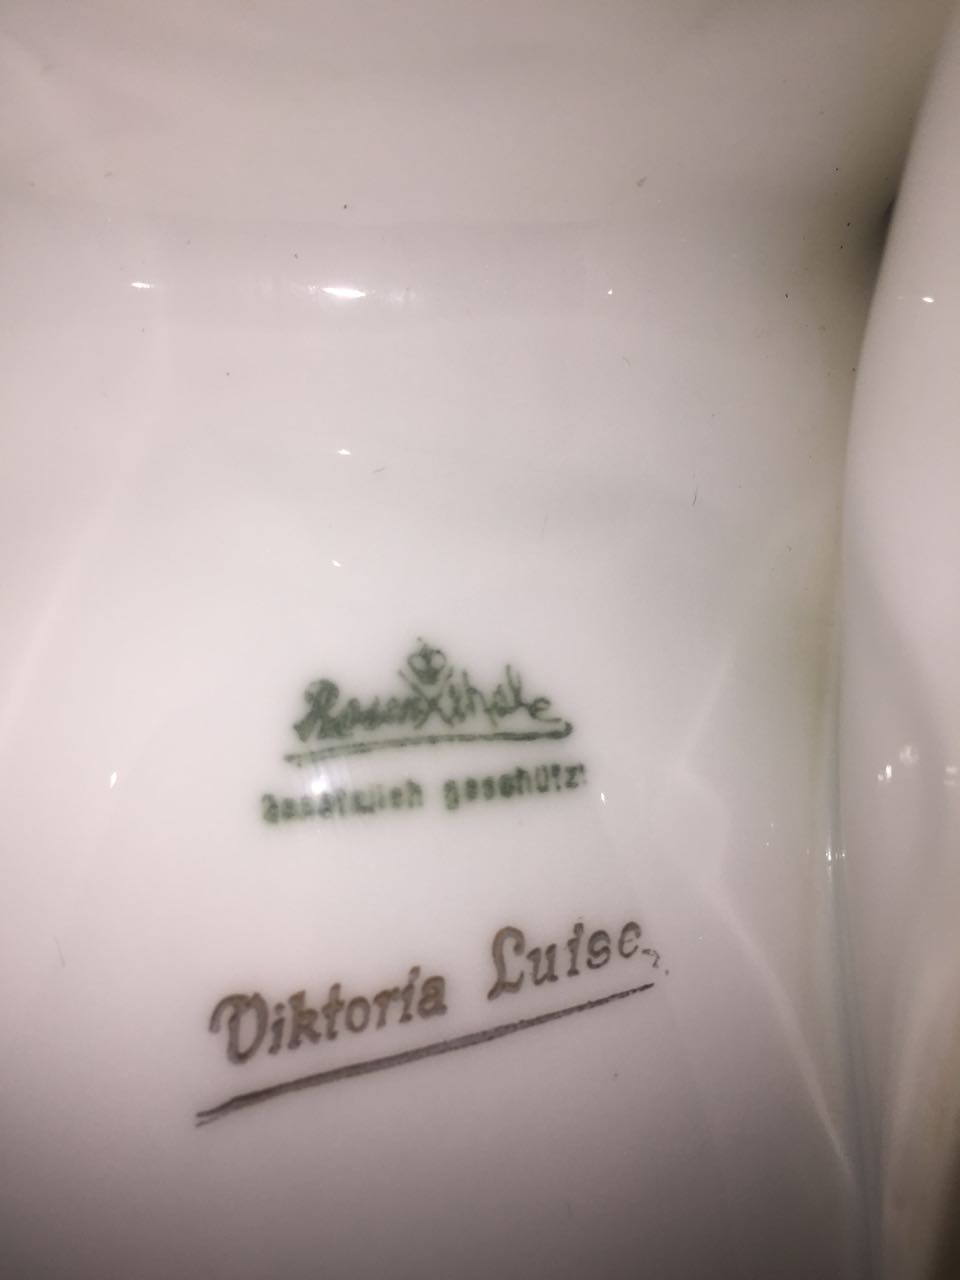 Rosenthal
Gesetzlich geschützt
Viktoria Luise.